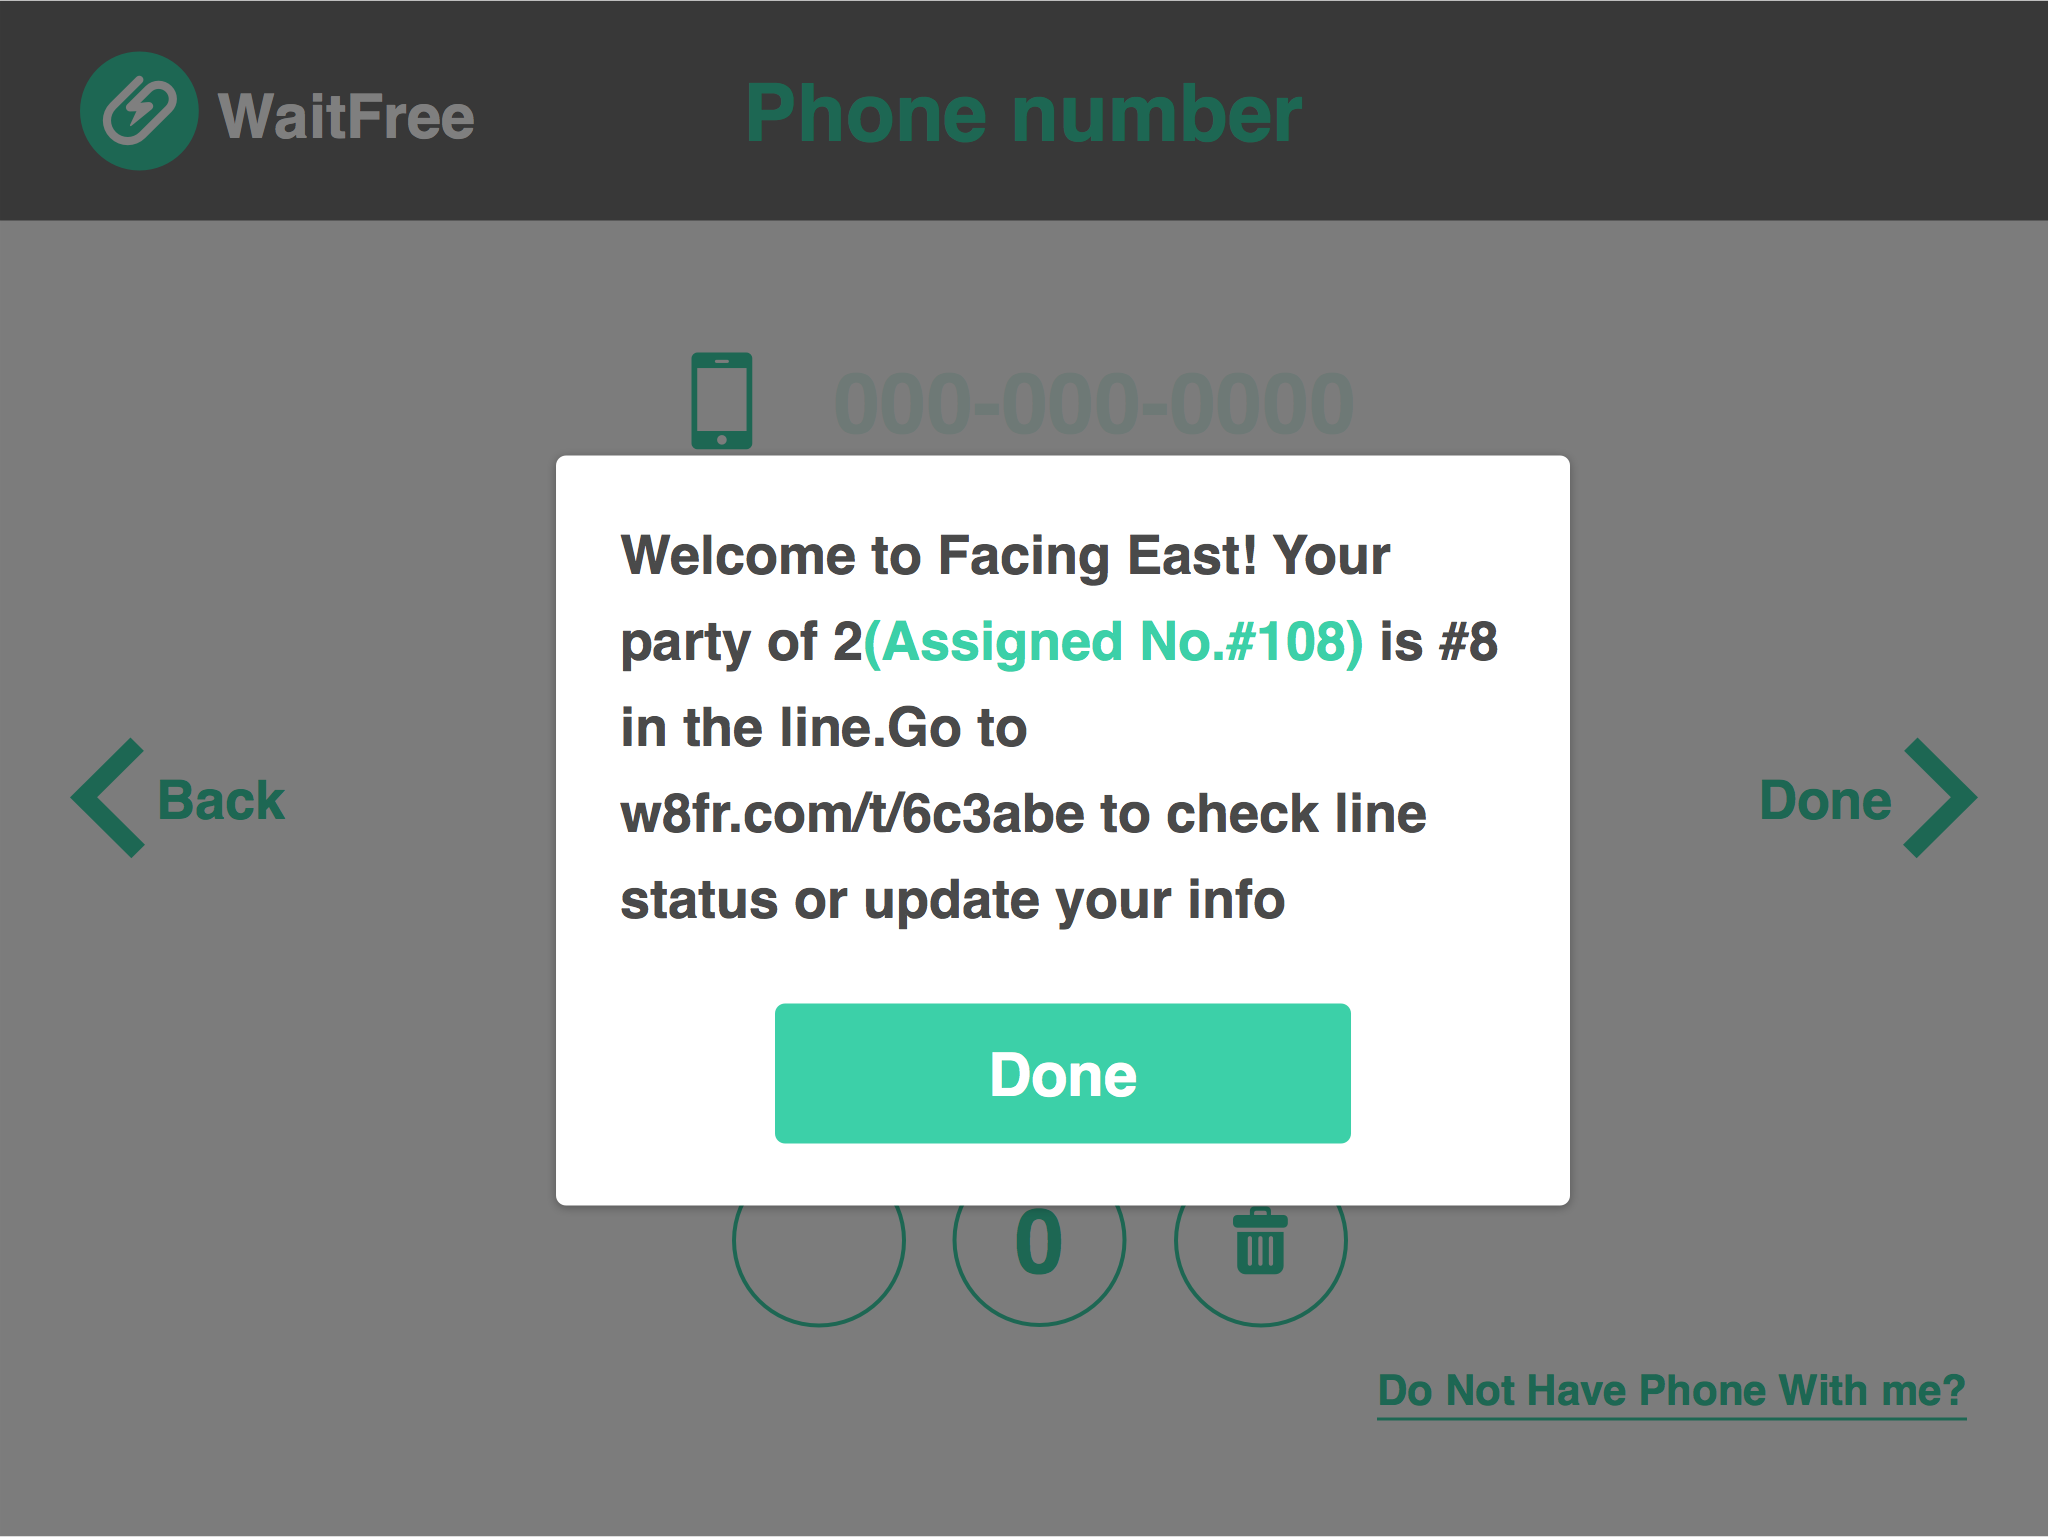 WaitFree
Phone number
000-000-0000
Welcome to Facing East! Your
party of 2(Assigned No.#108) is #8
in the line.Go to
w8fr.com/t/6c3abe to check line
status or update your info
Back
Done
Done
0
Do Not Have Phone With me?